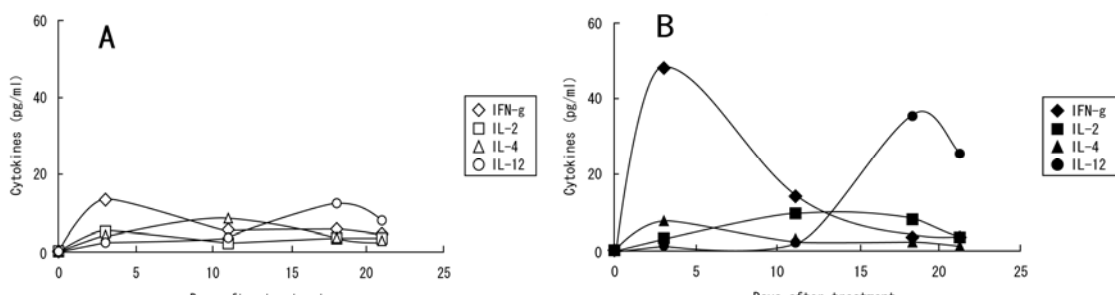 A
60
40
20
0
Cytokines (pg/ml)
0 5 10 15 20 25
IFN-g
IL-2
IL-4
IL-12
B
60
40
20
0
Cytokines (pg/ml)
0 5 10 15 20 25
Days after treatment
IFN-g
IL-2
IL-4
IL-12